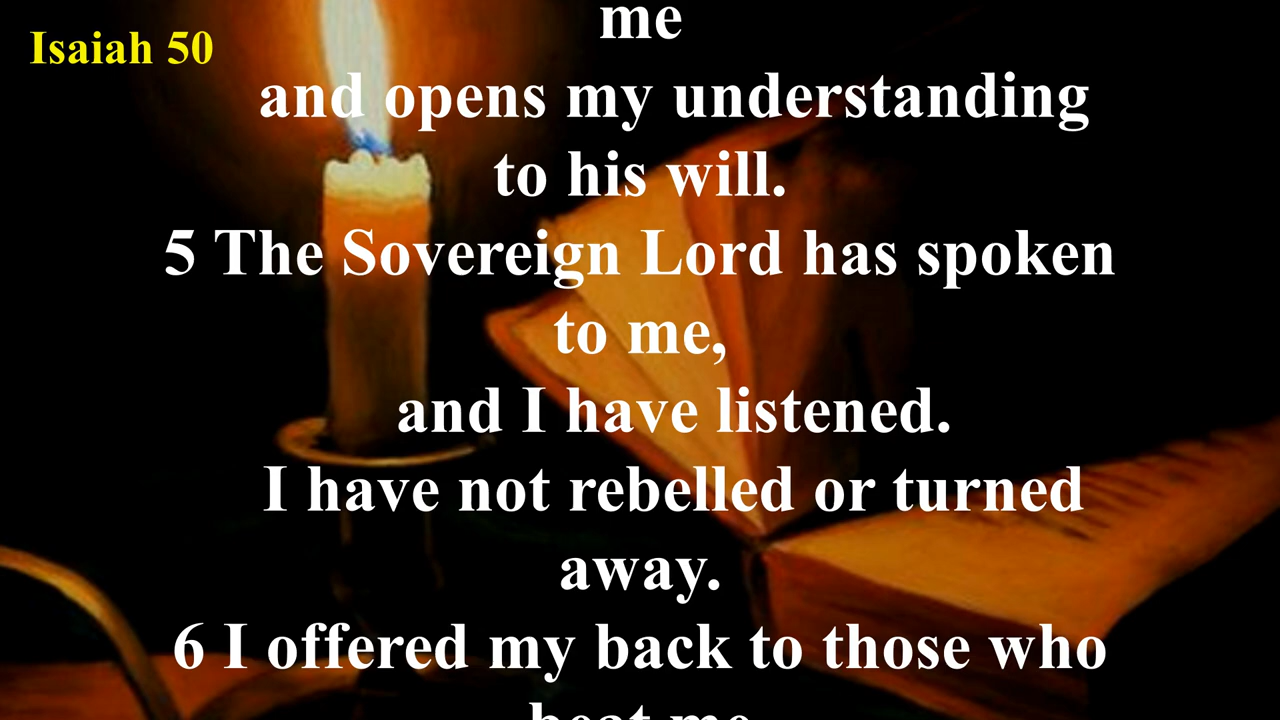 Isaiah 50
me
and opens my understanding
to his will.
5 The Sovereign Lord has spoken
to me,
and I have listened.
I have not rebelled or turned
away.
6 I offered my back to those who
beat me